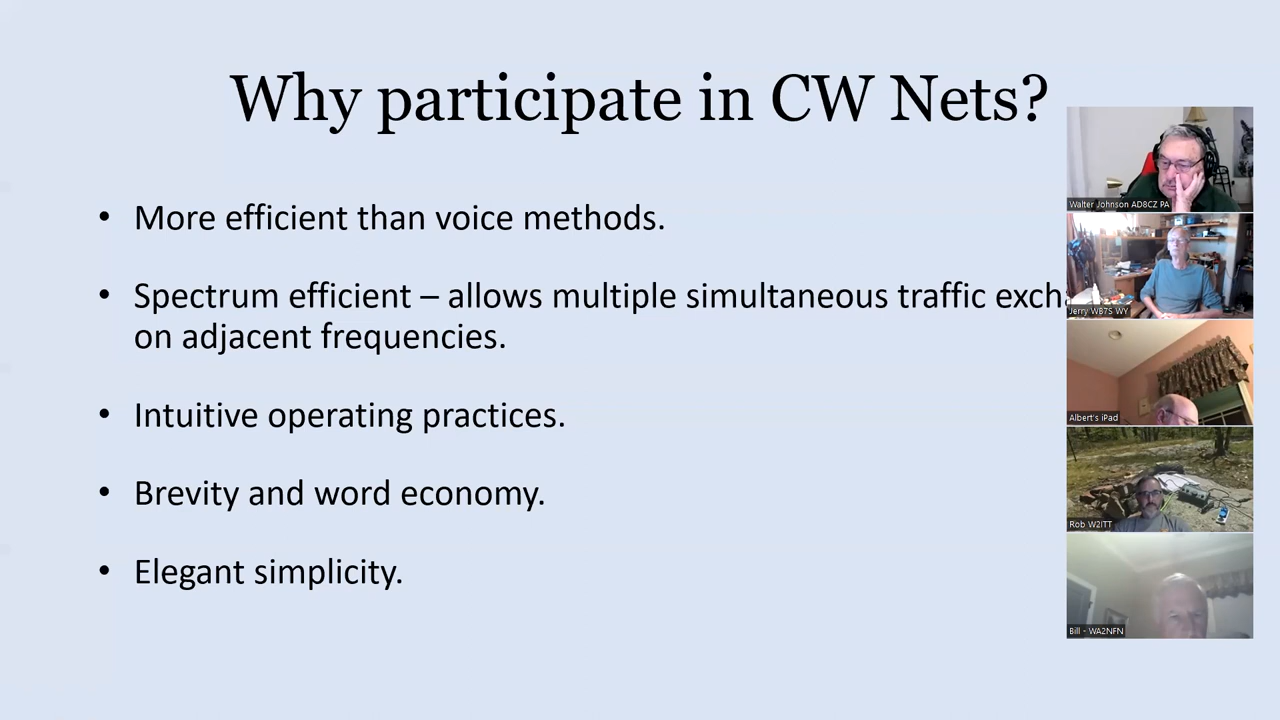 Why participate in CW Nets?
• More efficient than voice methods.
• Spectrum efficient – allows multiple simultaneous traffic
on adjacent frequencies.
• Intuitive operating practices.
• Brevity and word economy.
• Elegant simplicity.
Walter Johnson AD8CZ PA
Jerry WB7S WY
Albert's iPad
Rob W2ITT
Bill - WA2NFN